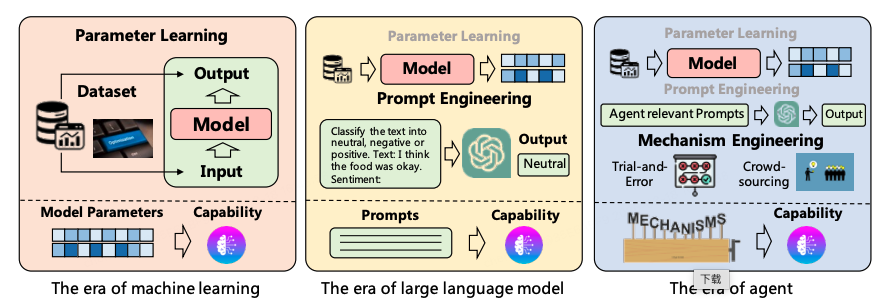 Parameter Learning
Output
Dataset
Model
Input
Model Parameters
Capability
The era of machine learning
Parameter Learning
Model
Prompt Engineering
Classify the text into
neutral, negative or
positive. Text: I think
the food was okay.
Sentiment:
Output
Neutral
Prompts
Capability
The era of large language model
Parameter Learning
Model
Prompt Engineering
Agent relevant Prompts
Output
Mechanism Engineering
Trial-and-
Error
Crowd-
sourcing
MECHANISMS
Capability
The era of agent
下载